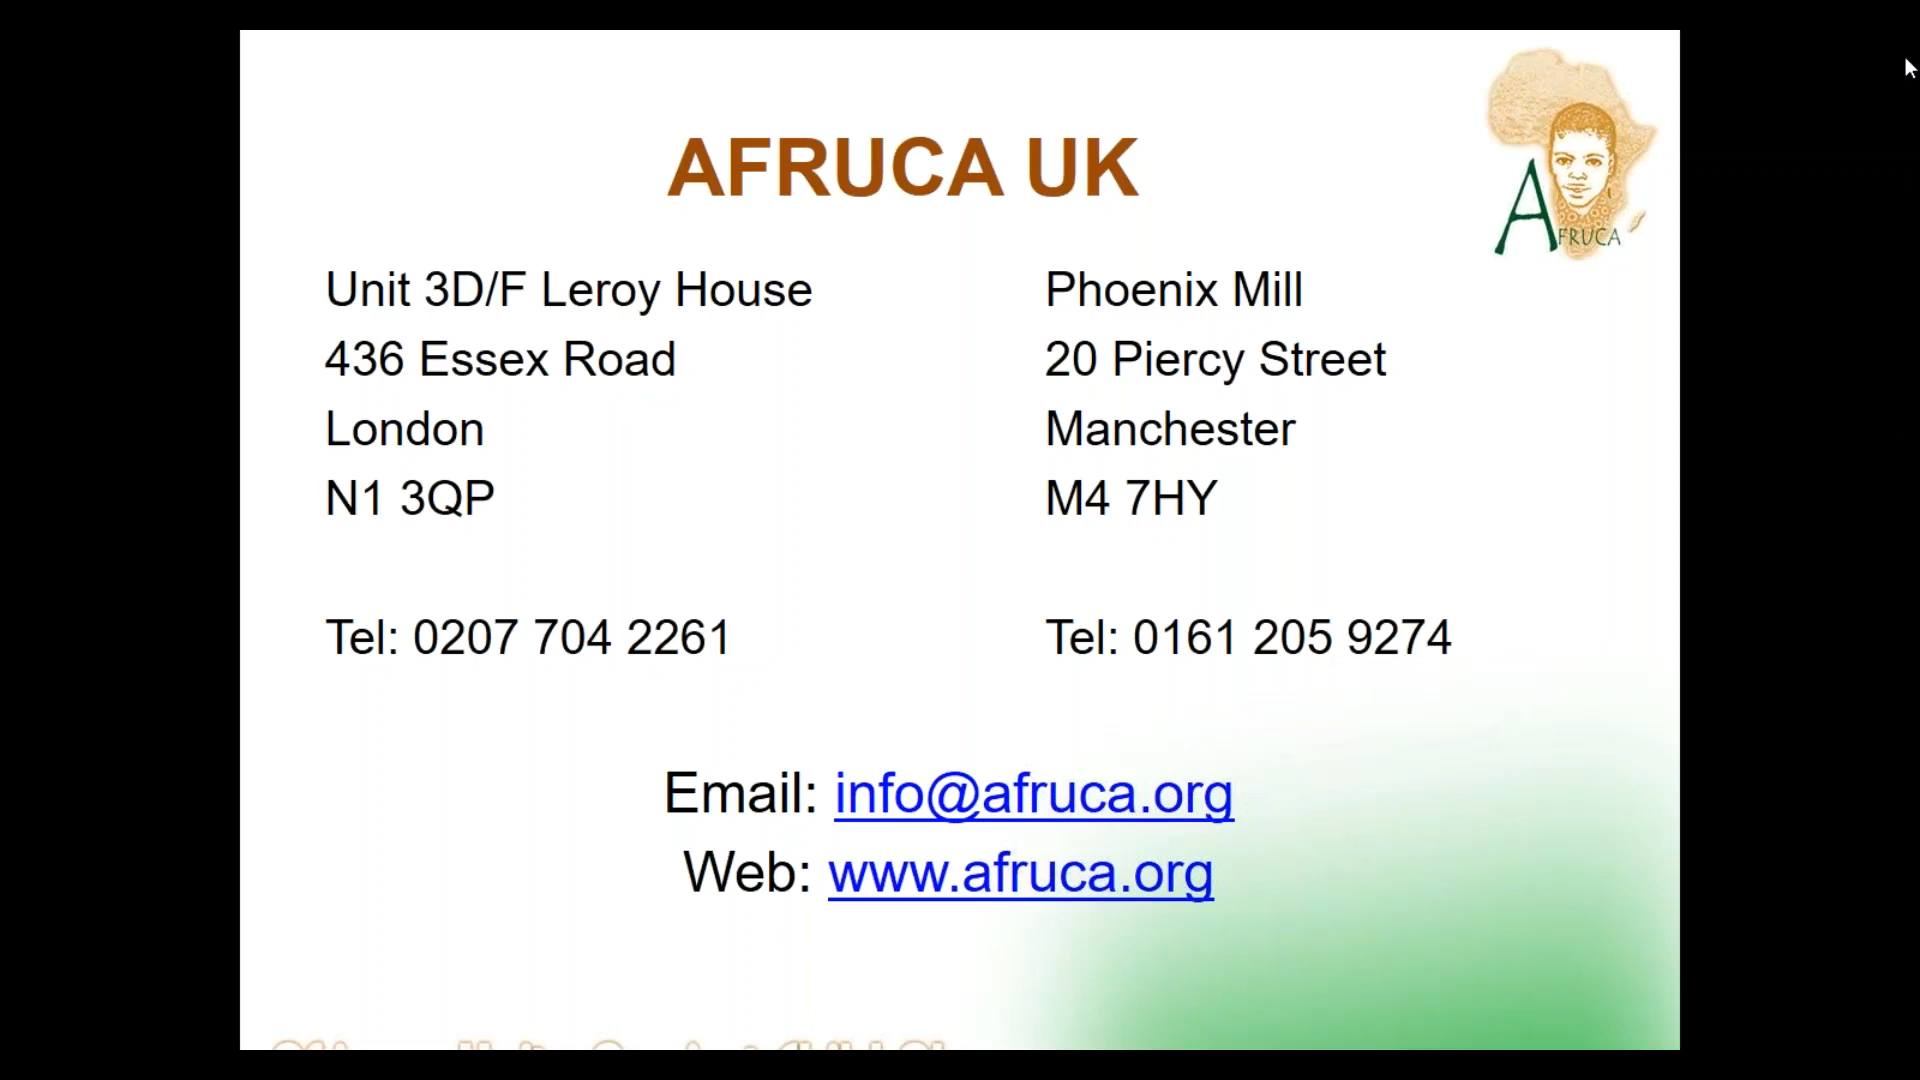 AFRUCA UK
AFRUCA
Unit 3D/F Leroy House
436 Essex Road
London
N1 3QP
Tel: 0207 704 2261
Phoenix Mill
20 Piercy Street
Manchester
M4 7HY
Tel: 0161 205 9274
Email: info@afruca.org
Web: www.afruca.org